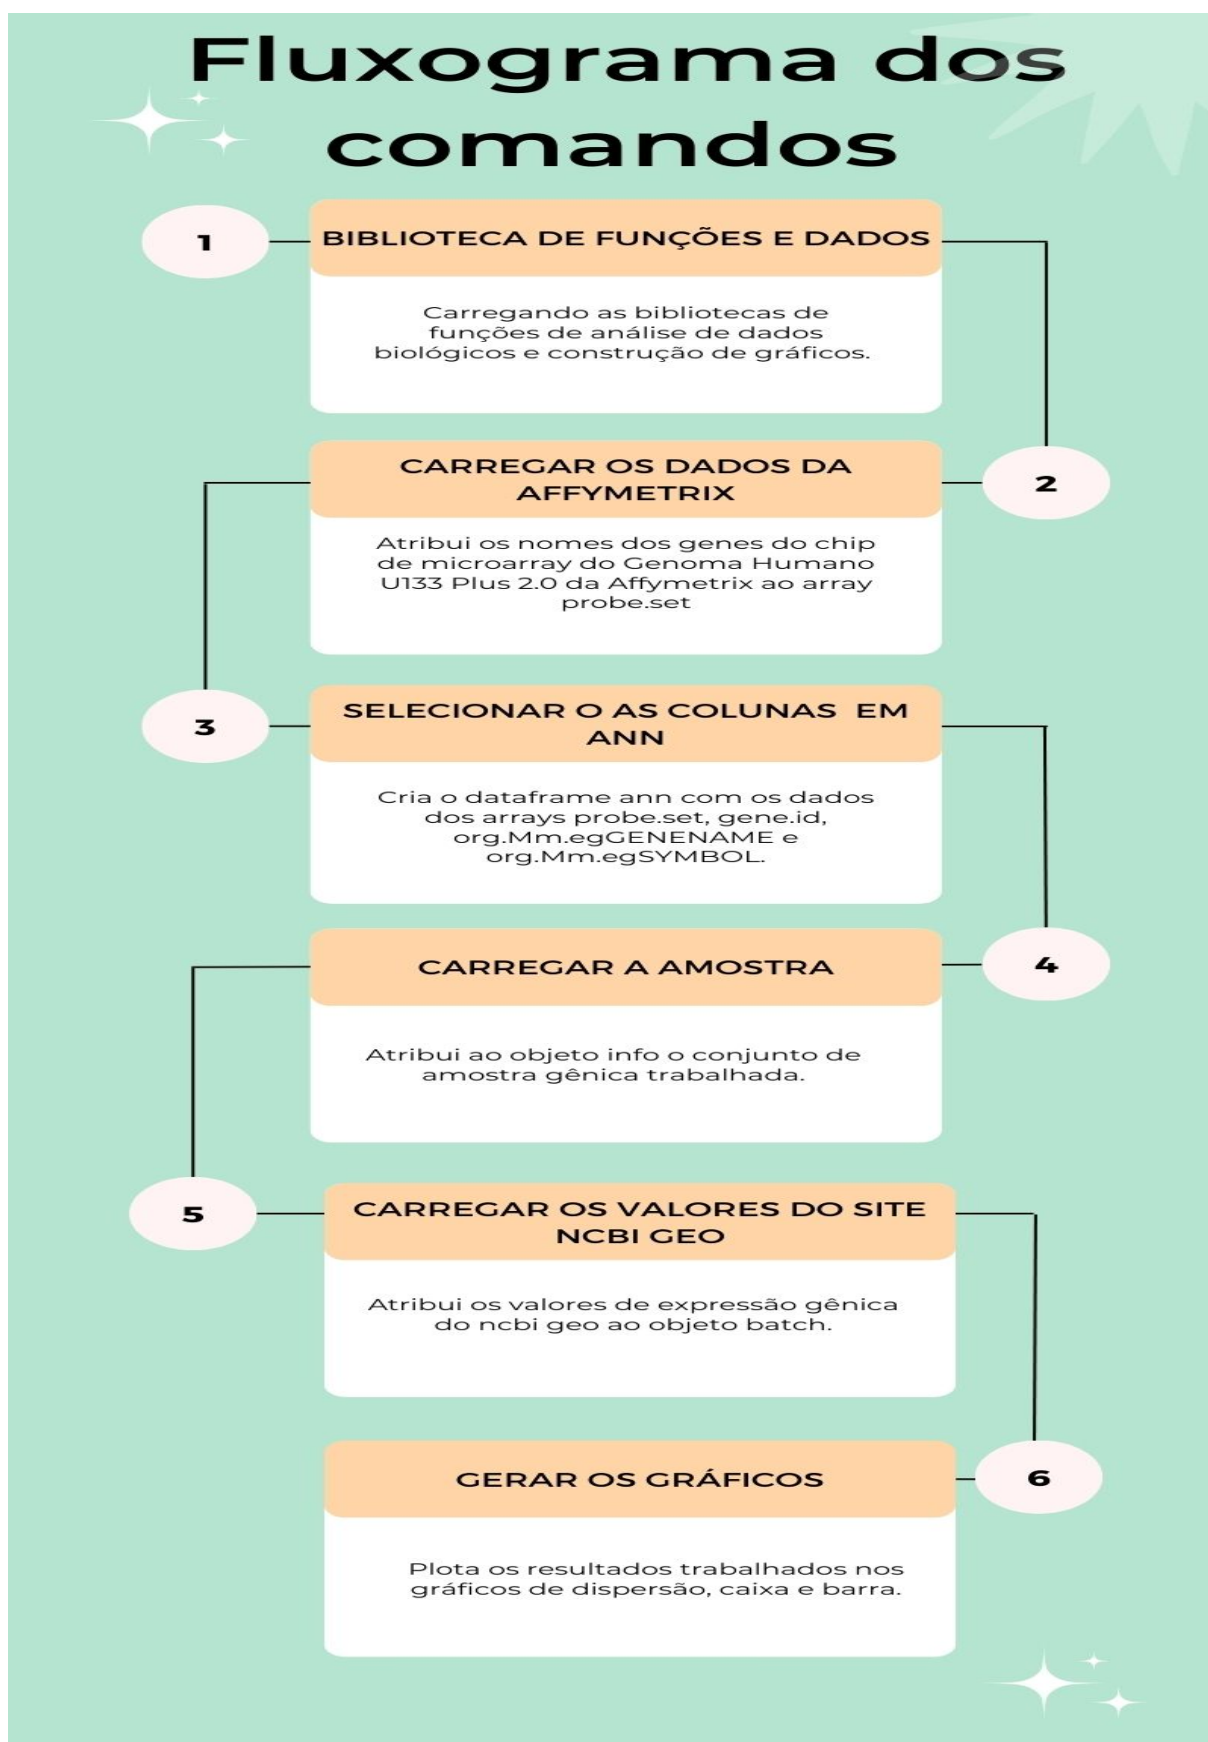 Fluxograma dos
comandos
1
BIBLIOTECA DE FUNÇÕES E DADOS
Carregando as bibliotecas de
funções de análise de dados
biológicos e construção de gráficos.
2
CARREGAR OS DADOS DA
AFFYMETRIX
Atribui os nomes dos genes do chip
de microarray do Genoma Humano
U133 Plus 2.0 da Affymetrix ao array
probe.set
3
SELECIONAR O AS COLUNAS EM
ANN
Cria o dataframe ann com os dados
dos arrays probe.set, gene.id,
org.Mm.egGENENAME e
org.Mm.egSYMBOL.
4
CARREGAR A AMOSTRA
Atribui ao objeto info o conjunto de
amostra gênica trabalhada.
5
CARREGAR OS VALORES DO SITE
NCBI GEO
Atribui os valores de expressão gênica
do ncbi geo ao objeto batch.
6
GERAR OS GRÁFICOS
Plota os resultados trabalhados nos
gráficos de dispersão, caixa e barra.